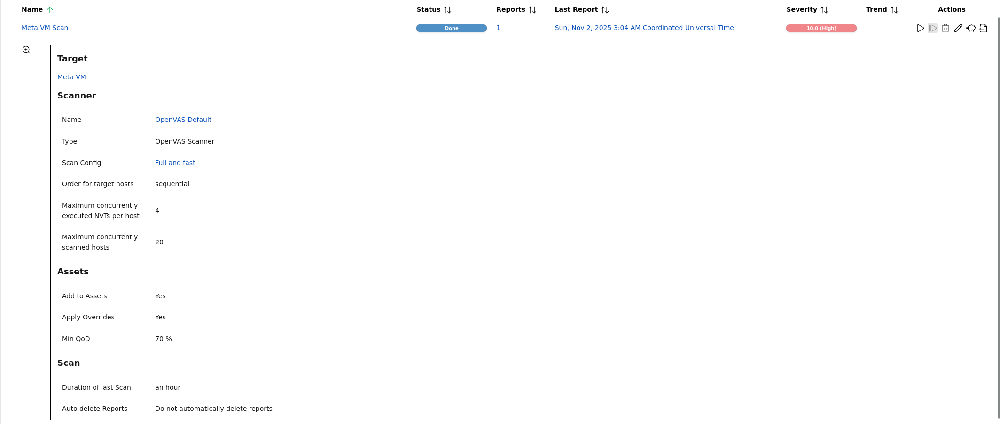 Name Status Reports Last Report Severity Trend Actions
Meta VM Scan Done 1 Sun, Nov 2, 2025 3:04 AM Coordinated Universal Time 10.0 (High)
Target
Meta VM
Scanner
Name OpenVAS Default
Type OpenVAS Scanner
Scan Config Full and fast
Order for target hosts sequential
Maximum concurrently
executed NVTs per host 4
Maximum concurrently
scanned hosts 20
Assets
Add to Assets Yes
Apply Overrides Yes
Min QoD 70 %
Scan
Duration of last Scan an hour
Auto delete Reports Do not automatically delete reports